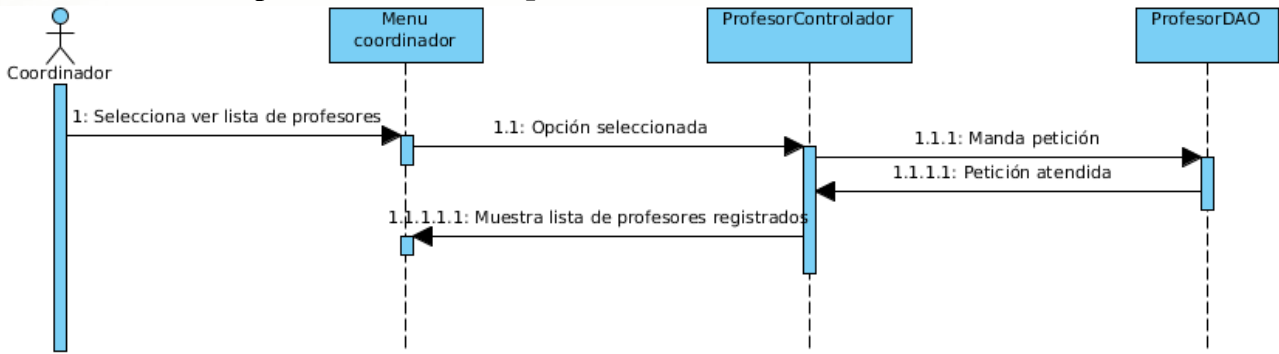 Menu
coordinador
ProfesorControlador
ProfesorDAO
Coordinador
1: Selecciona ver lista de profesores
1.1: Opción seleccionada
1.1.1: Manda petición
1.1.1.1: Petición atendida
1.1.1.1.1: Muestra lista de profesores registrados